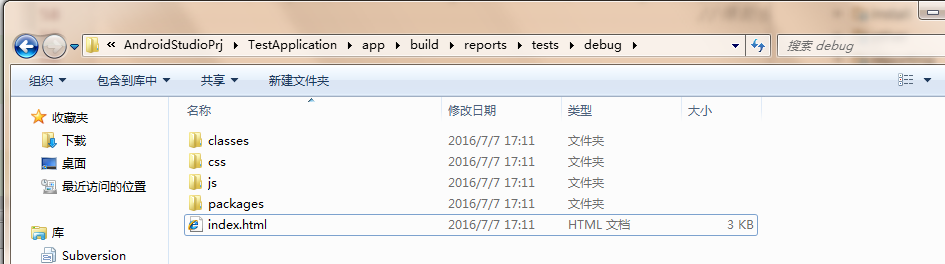 « AndroidStudioPrj ▸ TestApplication ▸ app ▸ build ▸ reports ▸ tests ▸ debug ▸ 搜索 debug
组织 包含到库中 共享 新建文件夹
名称 修改日期 类型 大小
收藏夹
下载
桌面
最近访问的位置
库
Subversion
classes 2016/7/7 17:11 文件夹
css 2016/7/7 17:11 文件夹
js 2016/7/7 17:11 文件夹
packages 2016/7/7 17:11 文件夹
index.html 2016/7/7 17:11 HTML 文档 3 KB